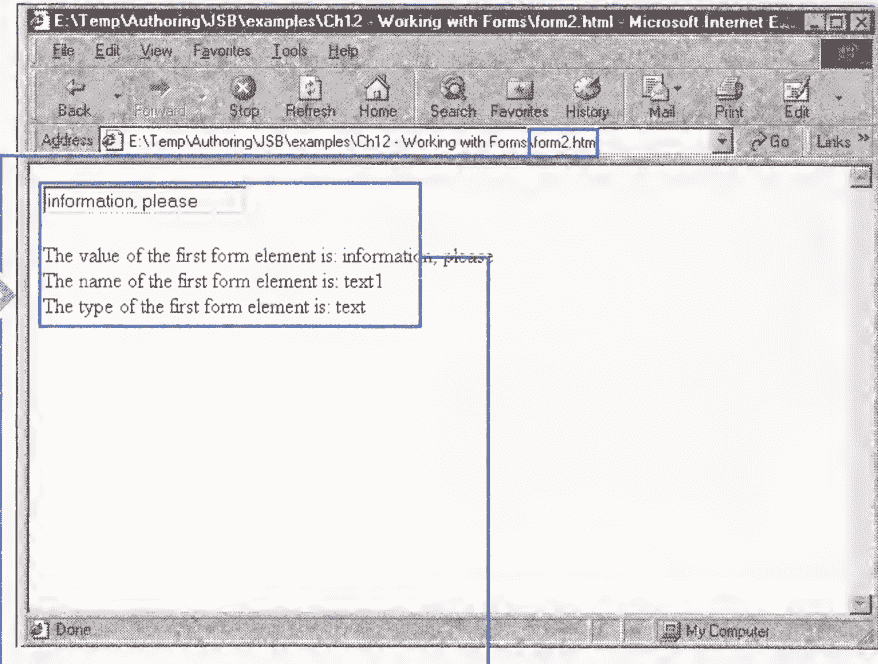 E:\Temp\Authoring\JSB\examples\Ch12 - Working with Forms\form2.html - Microsoft Internet E...
File Edit View Favorites Tools Help
Back Forward Stop Refresh Home Search Favorites History Mail Print Edit
Address E:\Temp\Authoring\JSB\examples\Ch12 - Working with Forms\form2.htm Go Links »
information, please
The value of the first form element is: information, please
The name of the first form element is: text1
The type of the first form element is: text
Done My Computer